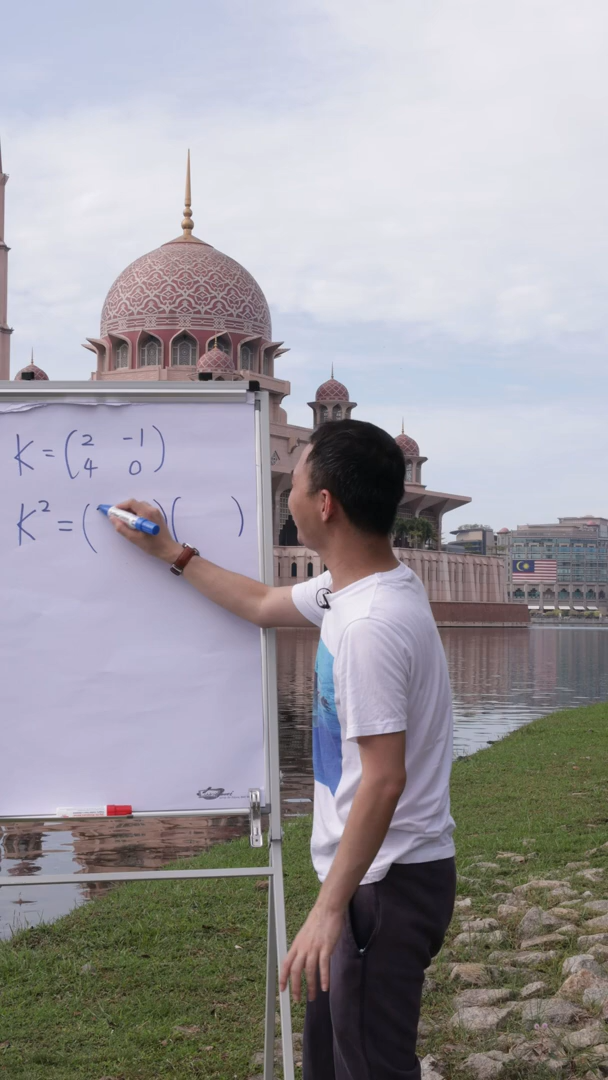 K = ( 2 -1
4 0 )
K² = ( )( )